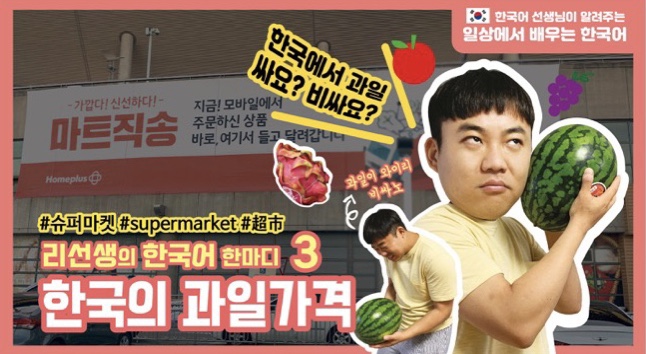 한국어 선생님이 알려주는
일상에서 배우는 한국어
한국에서 과일
싸요? 비싸요?
- 가깝다! 신선하다! -
마트직송
지금! 모바일에서
주문하신 상품
바로, 여기서 들고 달려갑니다
Homeplus
과일이 와이리
비싸노
#슈퍼마켓 #supermarket #超市
리선생의 한국어 한마디 3
한국의 과일가격